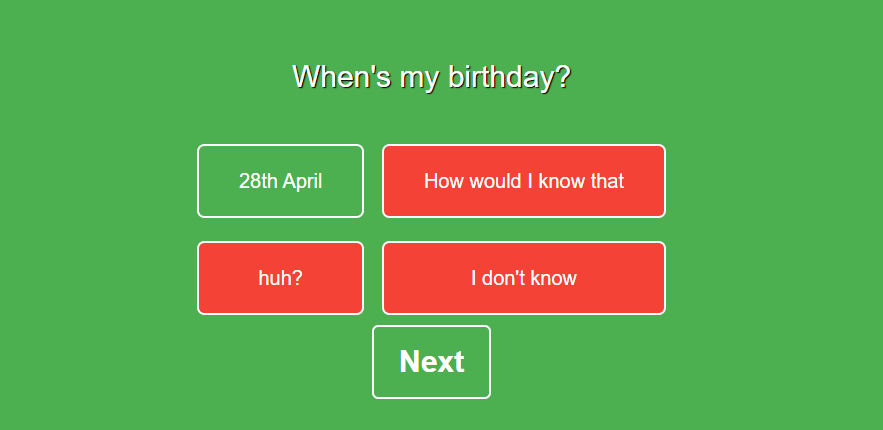 When's my birthday?
28th April
How would I know that
huh?
I don't know
Next